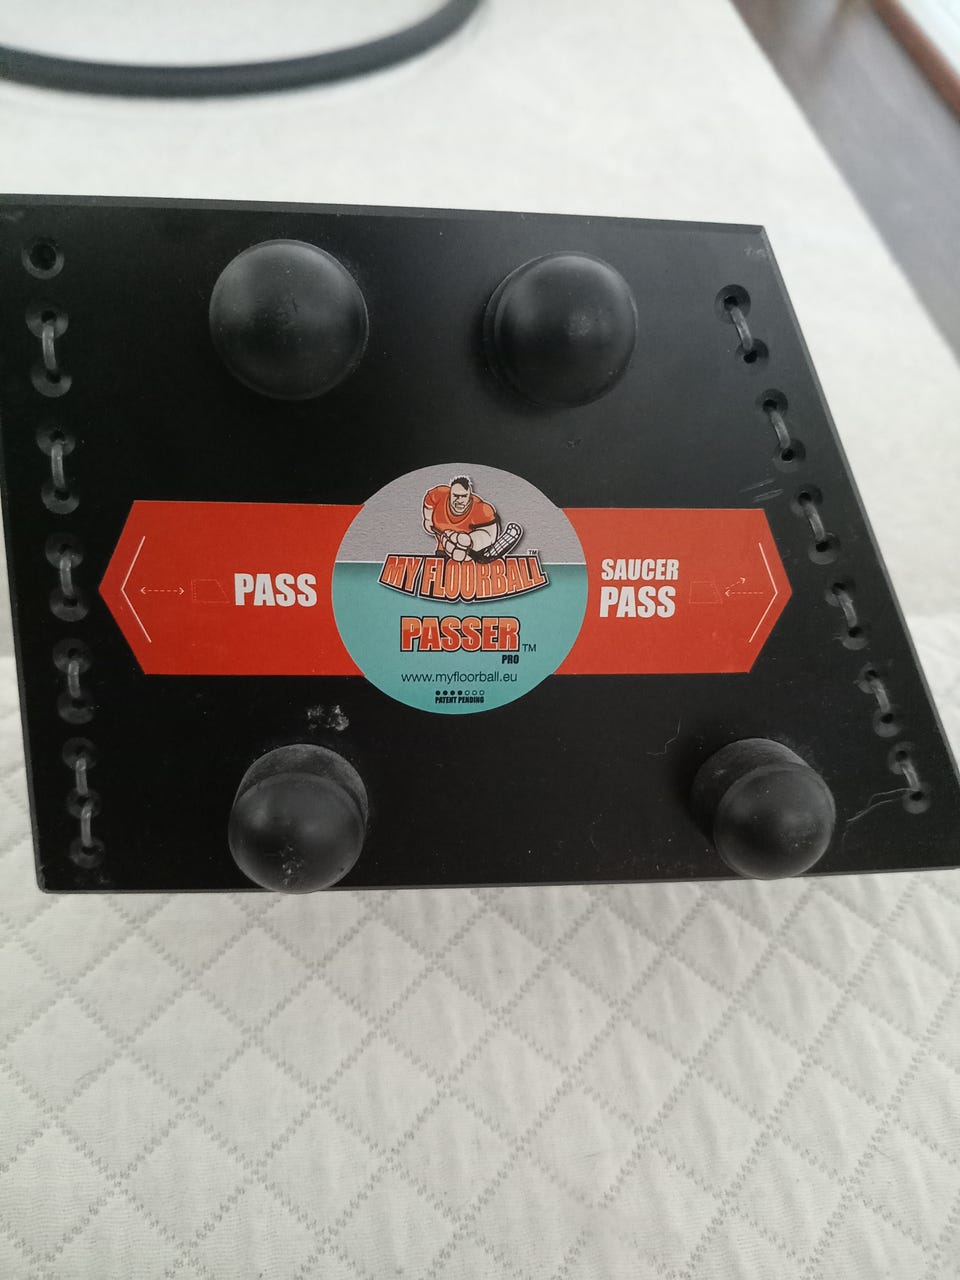 PASS
MY FLOORBALL™
PASSER™
PRO
www.myfloorball.eu
PATENT PENDING
SAUCER
PASS